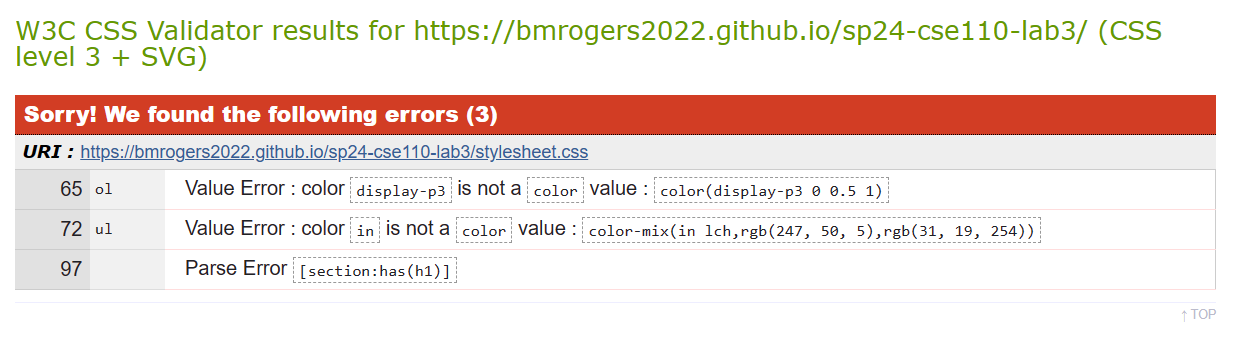 W3C CSS Validator results for https://bmrogers2022.github.io/sp24-cse110-lab3/ (CSS
level 3 + SVG)
Sorry! We found the following errors (3)
URI : https://bmrogers2022.github.io/sp24-cse110-lab3/stylesheet.css
65 ol Value Error : color display-p3 is not a color value : color(display-p3 0 0.5 1)
72 ul Value Error : color in is not a color value : color-mix(in lch,rgb(247, 50, 5),rgb(31, 19, 254))
97 Parse Error [section:has(h1)]
↑ TOP